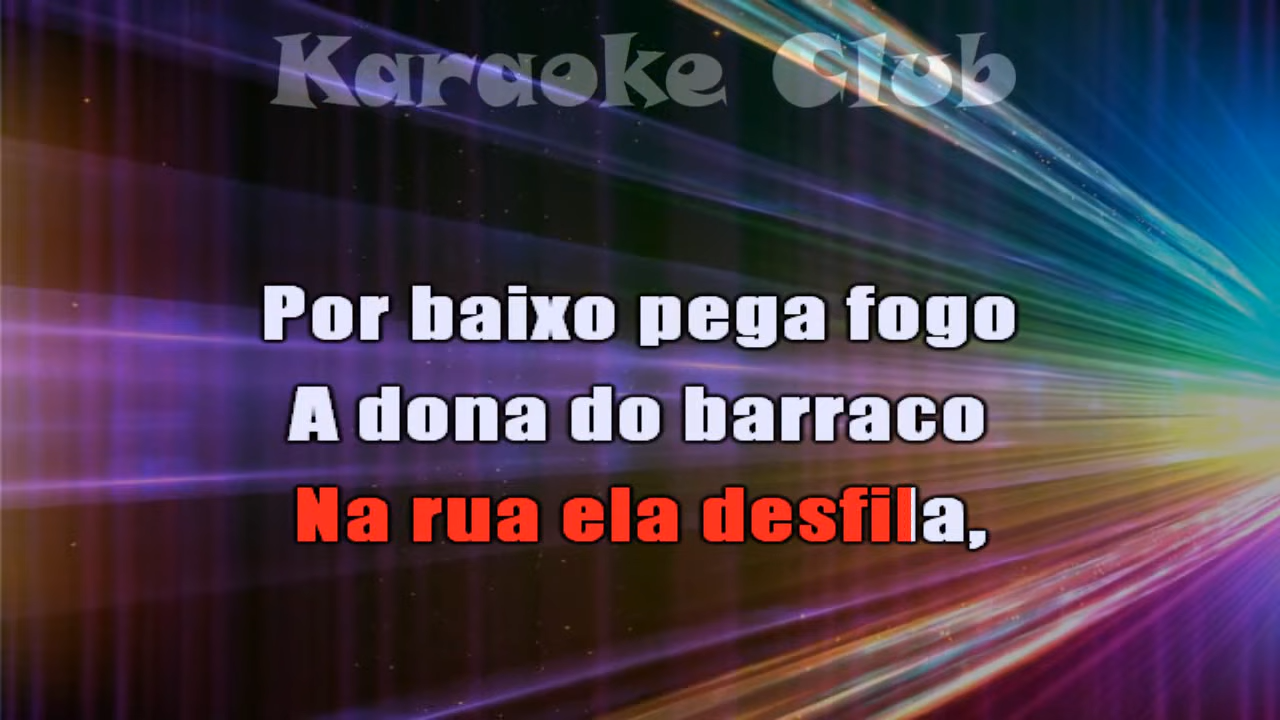 Karaoke Club
Por baixo pega fogo
A dona do barraco
Na rua ela desfila,